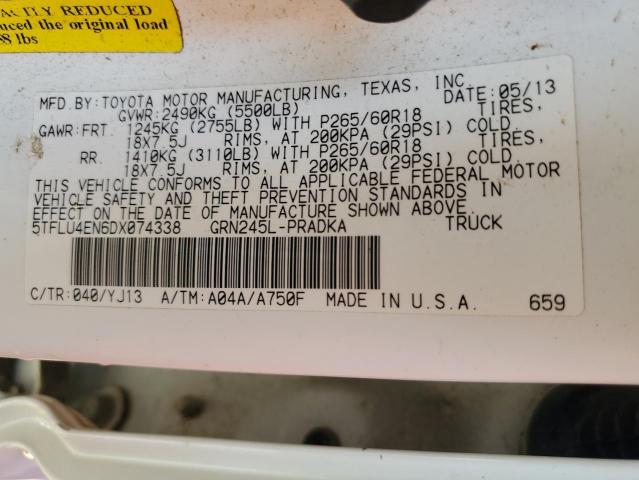 REDUCED
the original load
lbs
MFD.BY:TOYOTA MOTOR MANUFACTURING, TEXAS, INC.
GVWR:2490KG (5500LB) DATE:05/13
GAWR:FRT. 1245KG (2755LB) WITH P265/60R18 TIRES,
18X7.5J RIMS, AT 200KPA (29PSI) COLD
RR. 1410KG (3110LB) WITH P265/60R18 TIRES,
18X7.5J RIMS, AT 200KPA (29PSI) COLD
THIS VEHICLE CONFORMS TO ALL APPLICABLE FEDERAL MOTOR
VEHICLE SAFETY AND THEFT PREVENTION STANDARDS IN
EFFECT ON THE DATE OF MANUFACTURE SHOWN ABOVE.
5TFLU4EN6DX074338 GRN245L-PRADKA TRUCK
C/TR:040/YJ13 A/TM:A04A/A750F MADE IN U.S.A. 659